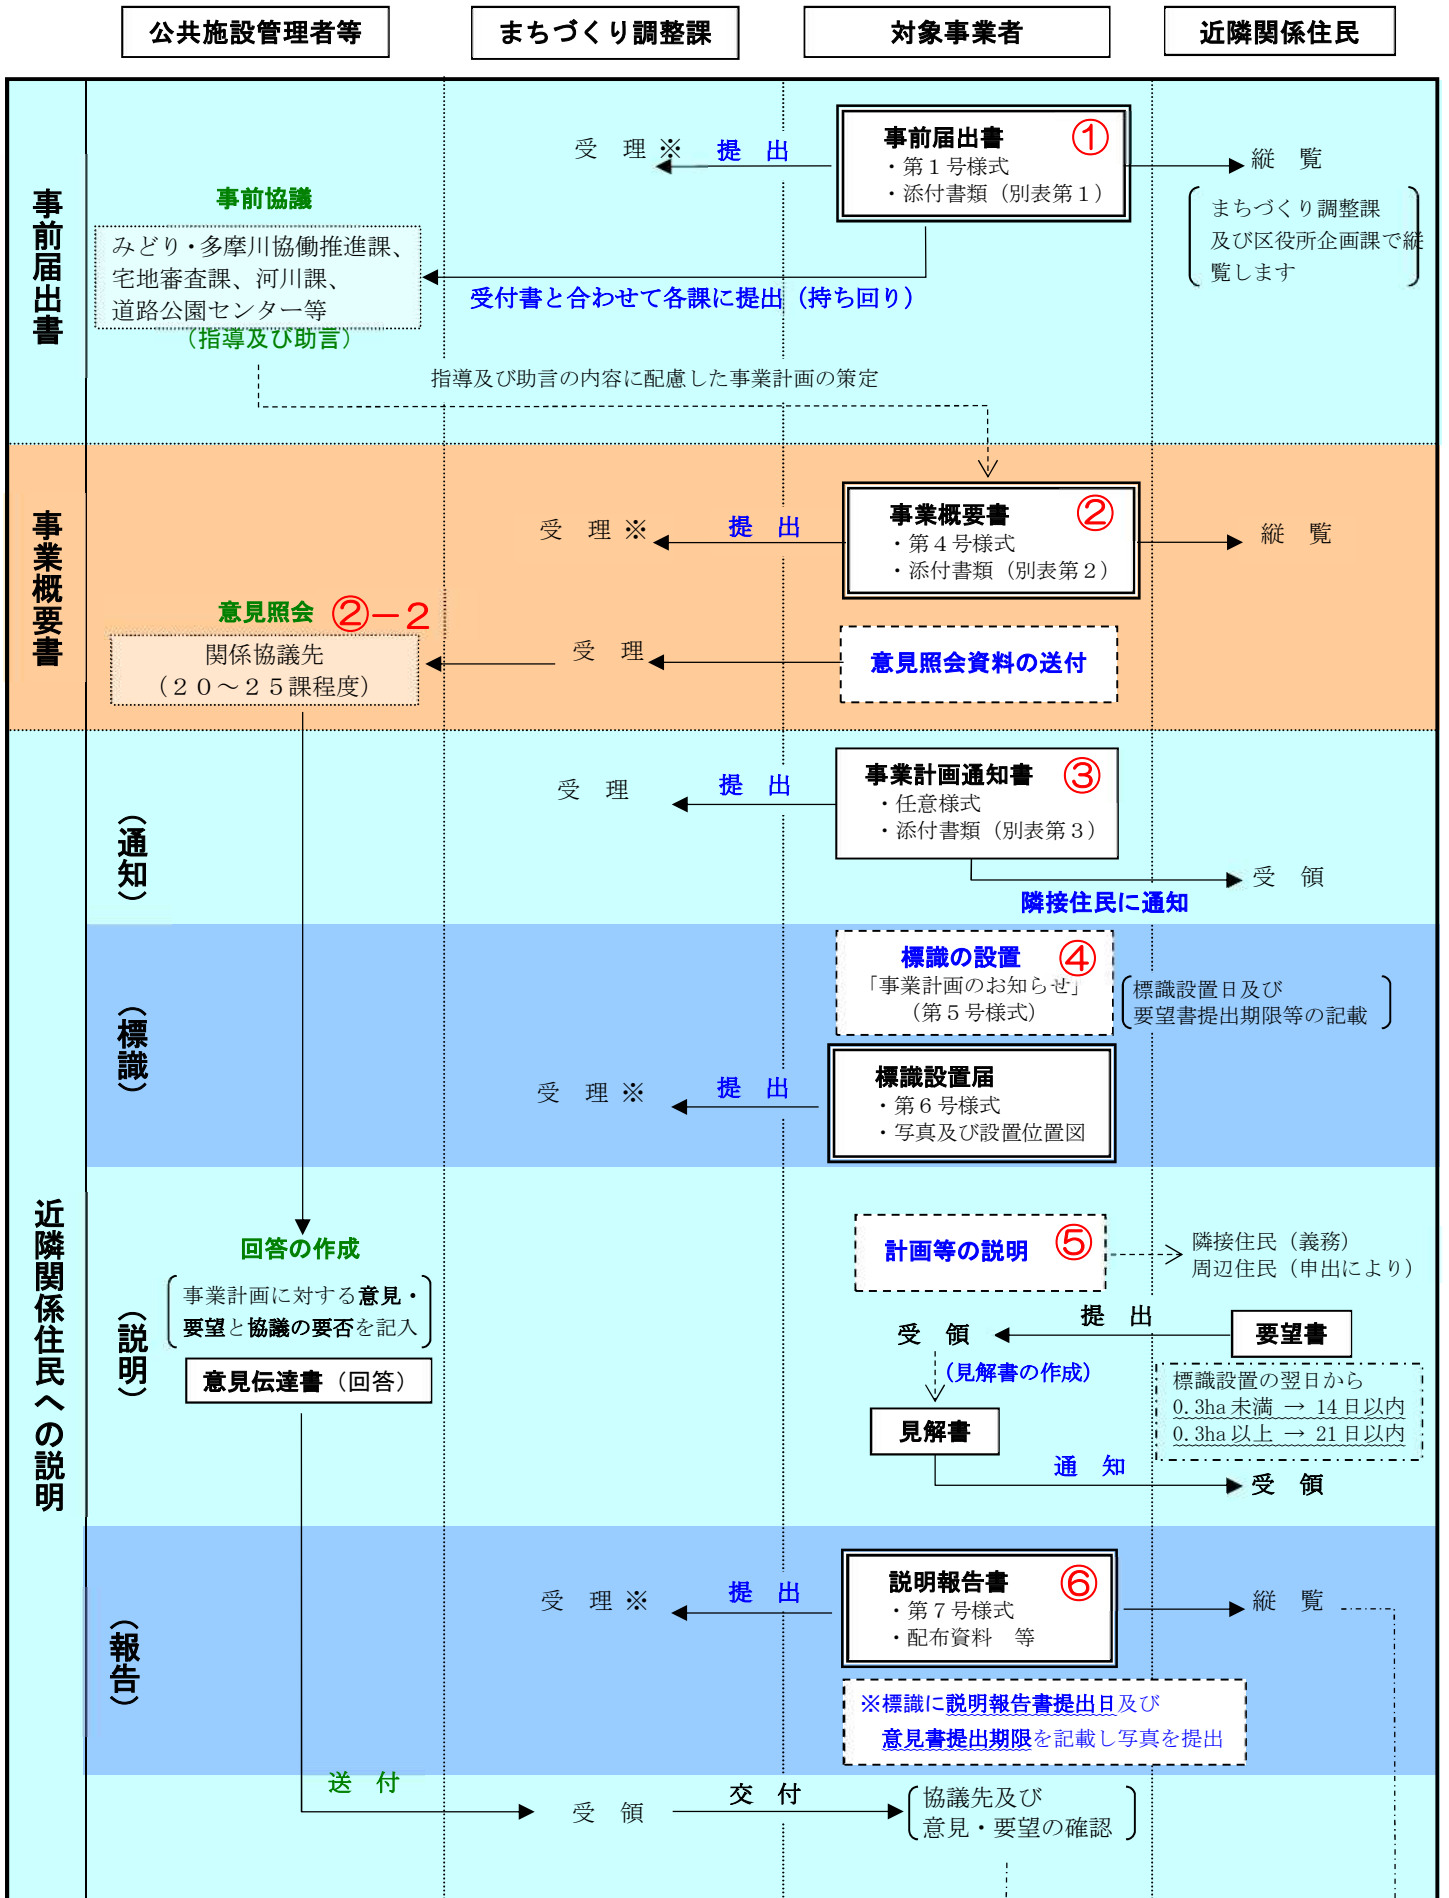 公共施設管理者等
まちづくり調整課
対象事業者
近隣関係住民
事前届出書
事前届出書 ①
・第１号様式
・添付書類（別表第１）
提　出
受　理 ※
縦　覧
まちづくり調整課
及び区役所企画課で縦
覧します
事前協議
みどり・多摩川協働推進課、
宅地審査課、河川課、
道路公園センター等
（指導及び助言）
受付書と合わせて各課に提出（持ち回り）
指導及び助言の内容に配慮した事業計画の策定
事業概要書
事業概要書 ②
・第４号様式
・添付書類（別表第２）
提　出
受　理 ※
縦　覧
意見照会 ②－２
関係協議先
（２０～２５課程度）
受　理
意見照会資料の送付
近隣関係住民への説明
（通知）
事業計画通知書 ③
・任意様式
・添付書類（別表第３）
提　出
受　理
受　領
隣接住民に通知
（標識）
標識の設置 ④
「事業計画のお知らせ」
（第５号様式）
標識設置日及び
要望書提出期限等の記載
標識設置届
・第６号様式
・写真及び設置位置図
提　出
受　理 ※
（説明）
回答の作成
事業計画に対する意見・
要望と協議の要否を記入
意見伝達書（回答）
計画等の説明 ⑤
隣接住民（義務）
周辺住民（申出により）
要望書
提　出
受　領
標識設置の翌日から
0.3ha 未満 → 14 日以内
0.3ha 以上 → 21 日以内
（見解書の作成）
見解書
通　知
受　領
（報告）
説明報告書 ⑥
・第７号様式
・配布資料　等
提　出
受　理 ※
縦　覧
※標識に説明報告書提出日及び
意見書提出期限を記載し写真を提出
送　付
受　領
交　付
協議先及び
意見・要望の確認